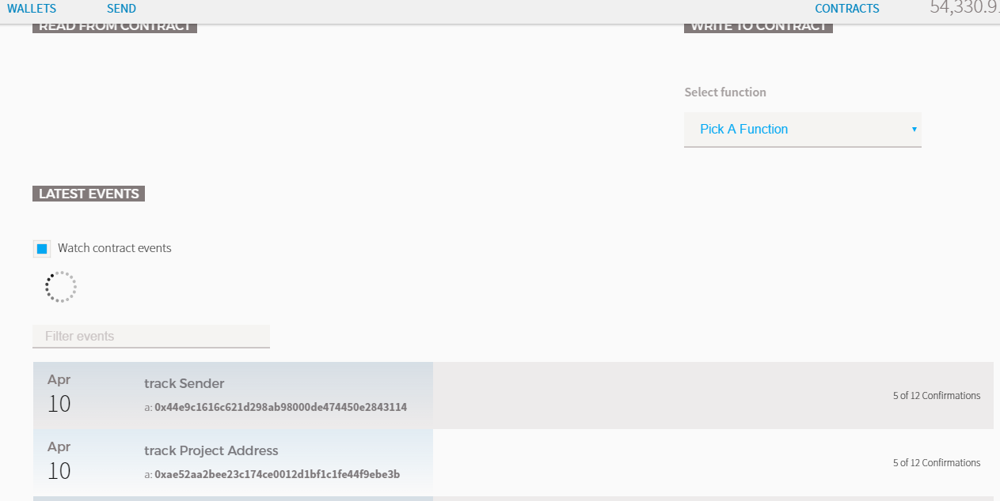 WALLETS SEND CONTRACTS 54,330.9
READ FROM CONTRACT WRITE TO CONTRACT
Select function
Pick A Function
LATEST EVENTS
Watch contract events
Filter events
Apr
10
track Sender
a: 0x44e9c1616c621d298ab98000de474450e2843114
5 of 12 Confirmations
Apr
10
track Project Address
a: 0xae52aa2bee23c174ce0012d1bf1c1fe44f9ebe3b
5 of 12 Confirmations